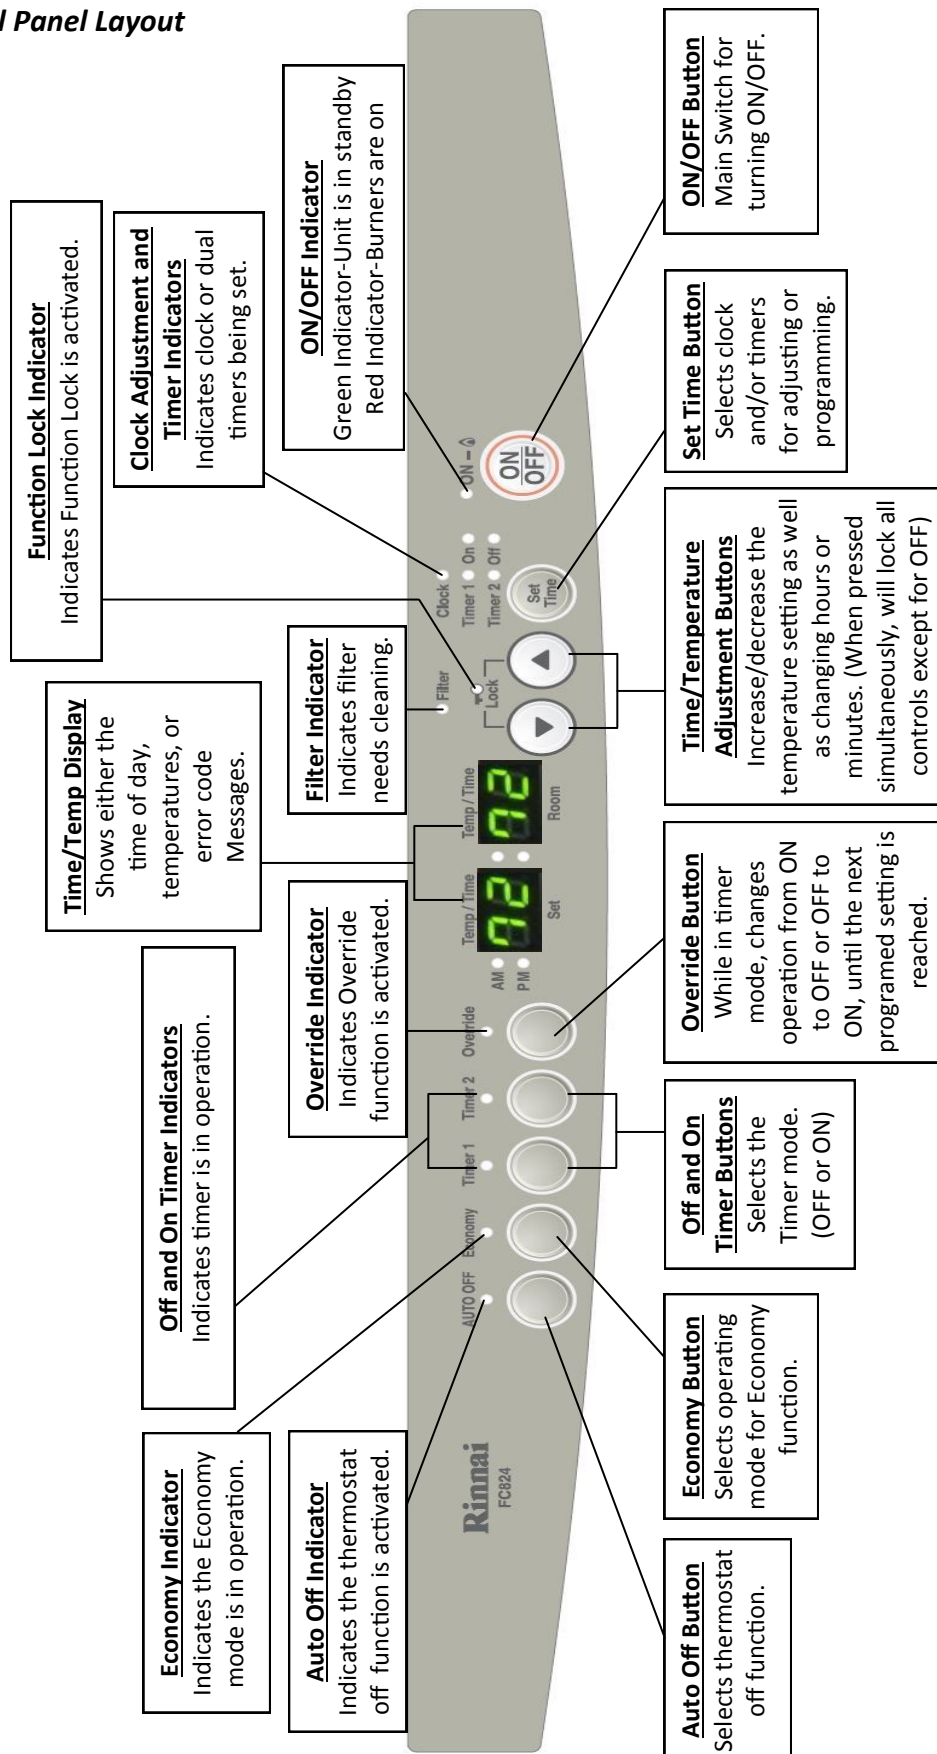 l Panel Layout
Function Lock Indicator
Indicates Function Lock is activated.
Clock Adjustment and
Timer Indicators
Indicates clock or dual
timers being set.
ON/OFF Indicator
Green Indicator-Unit is in standby
Red Indicator-Burners are on
Time/Temp Display
Shows either the
time of day,
temperatures, or
error code
Messages.
Filter Indicator
Indicates filter
needs cleaning.
Off and On Timer Indicators
Indicates timer is in operation.
Override Indicator
Indicates Override
function is activated.
Economy Indicator
Indicates the Economy
mode is in operation.
Auto Off Indicator
Indicates the thermostat
off function is activated.
Rinnai
FC824
AUTO OFF
Economy
Timer 1
Timer 2
Override
AM
PM
Temp / Time
72
Set
Temp / Time
72
Room
Filter
Lock
Clock
Timer 1 On
Timer 2 Off
Set
Time
ON
ON
OFF
Auto Off Button
Selects thermostat
off function.
Economy Button
Selects operating
mode for Economy
function.
Off and On
Timer Buttons
Selects the
Timer mode.
(OFF or ON)
Override Button
While in timer
mode, changes
operation from ON
to OFF or OFF to
ON, until the next
programed setting is
reached.
Time/Temperature
Adjustment Buttons
Increase/decrease the
temperature setting as well
as changing hours or
minutes. (When pressed
simultaneously, will lock all
controls except for OFF)
Set Time Button
Selects clock
and/or timers
for adjusting or
programming.
ON/OFF Button
Main Switch for
turning ON/OFF.